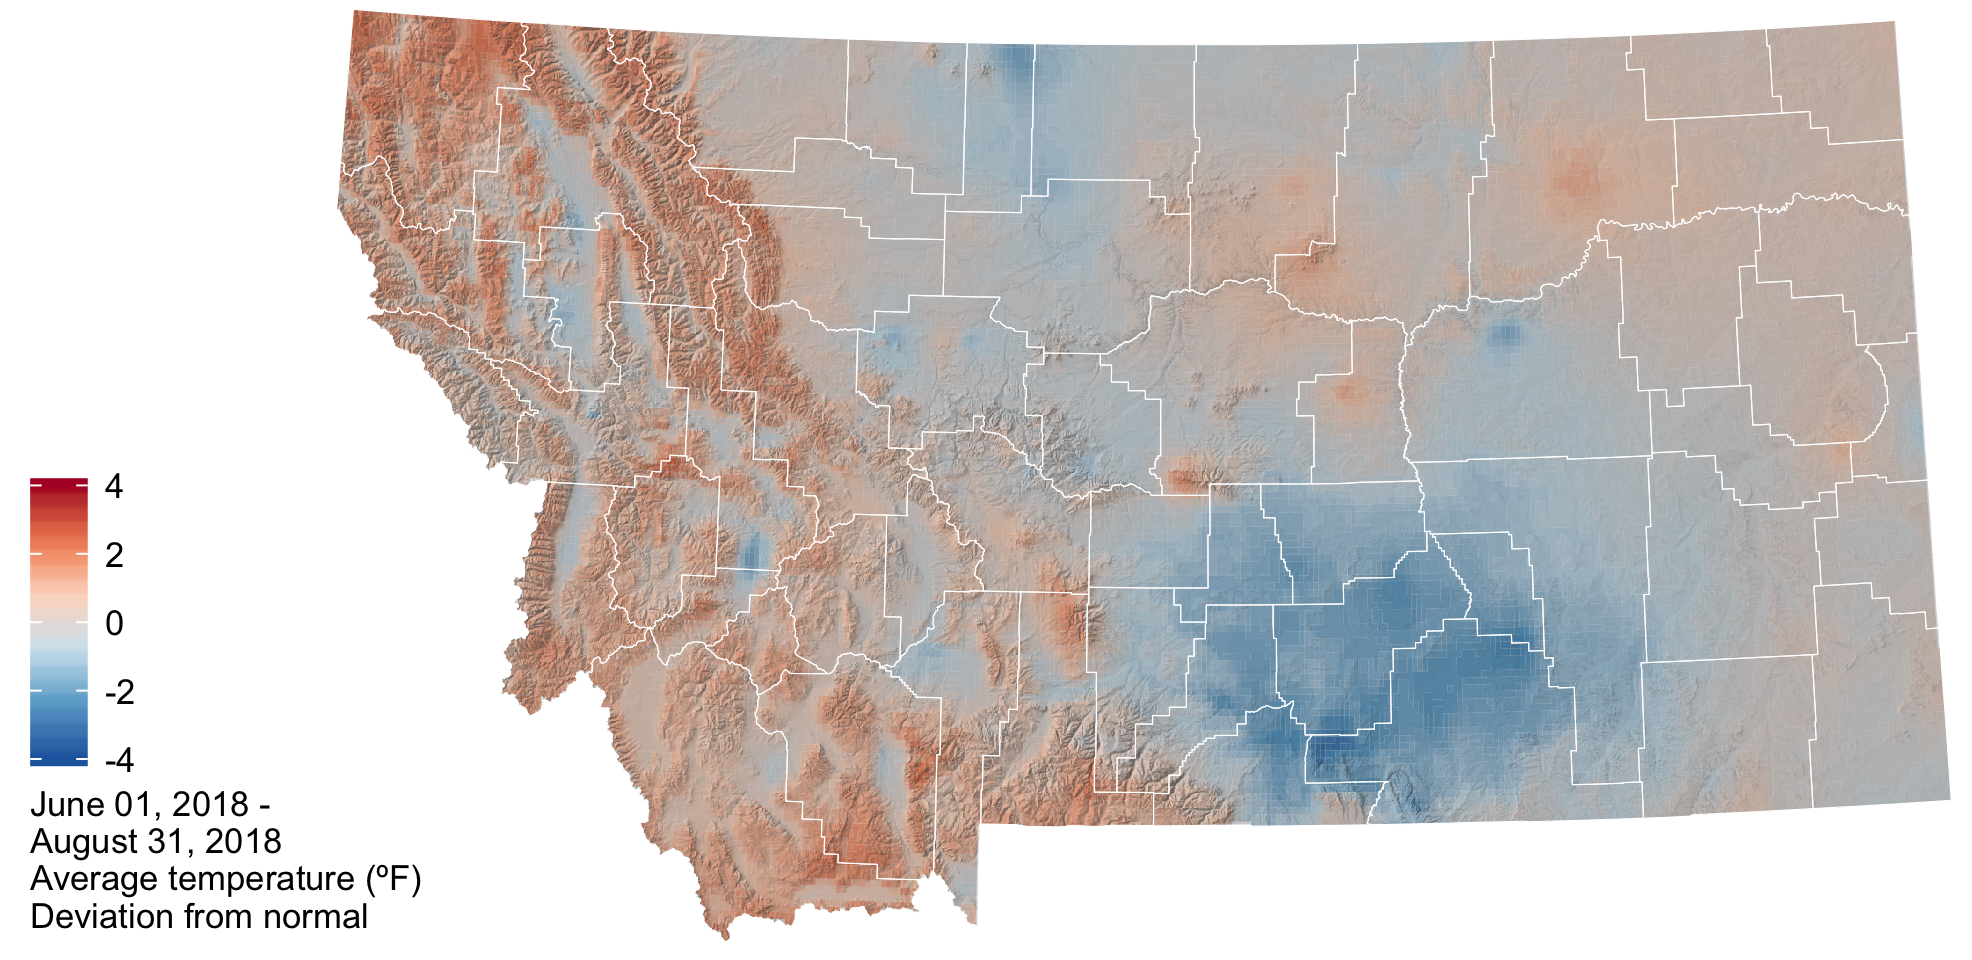 4
2
0
-2
-4
June 01, 2018 -
August 31, 2018
Average temperature (ºF)
Deviation from normal